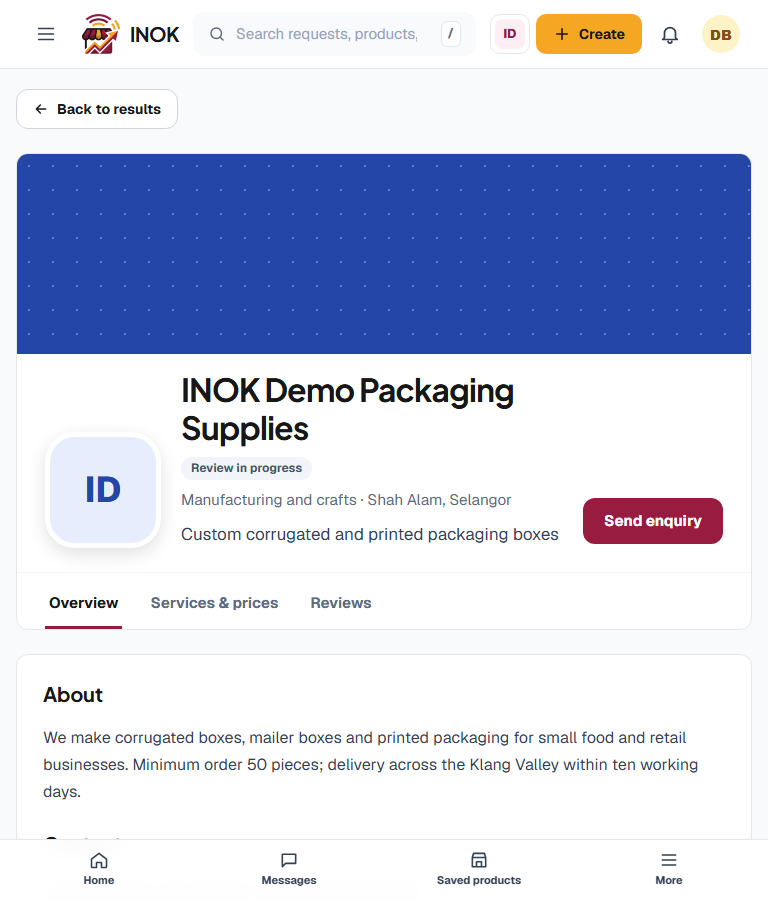 INOK
Search requests, products,
/
ID
Create
DB
Back to results
INOK Demo Packaging
Supplies
ID
Review in progress
Manufacturing and crafts · Shah Alam, Selangor
Custom corrugated and printed packaging boxes
Send enquiry
Overview
Services & prices
Reviews
About
We make corrugated boxes, mailer boxes and printed packaging for small food and retail
businesses. Minimum order 50 pieces; delivery across the Klang Valley within ten working
days.
Home
Messages
Saved products
More